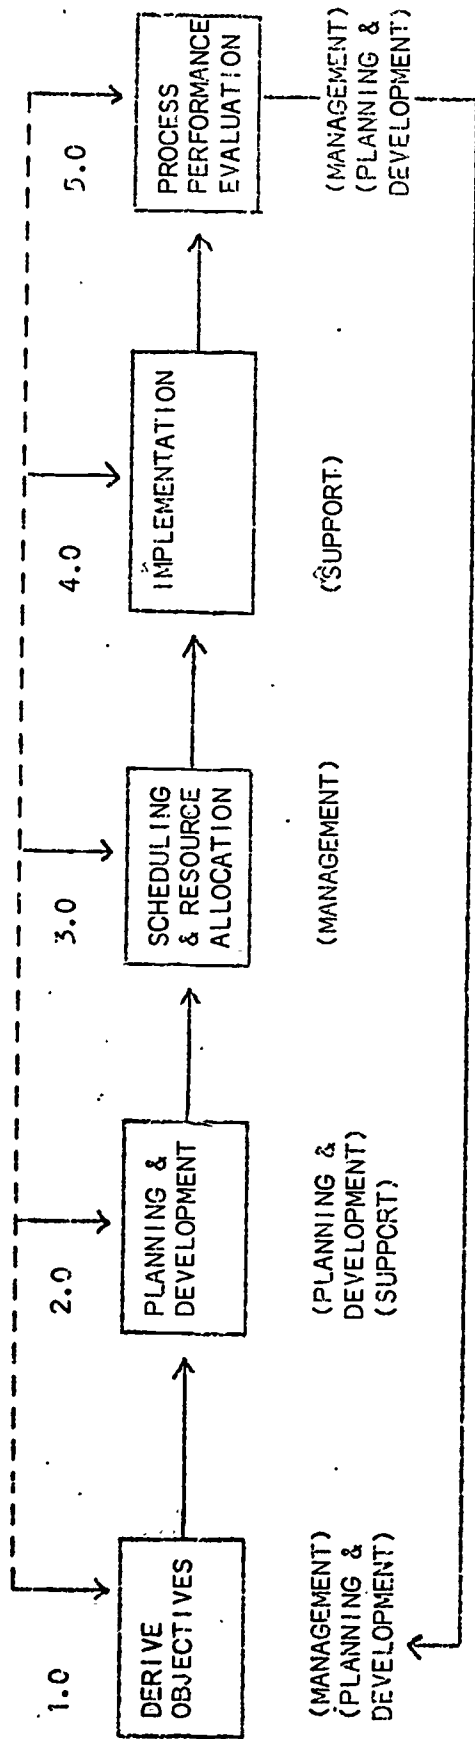 1.0
DERIVE
OBJECTIVES
(MANAGEMENT)
(PLANNING &
DEVELOPMENT)
2.0
PLANNING &
DEVELOPMENT
(PLANNING &
DEVELOPMENT)
(SUPPORT)
3.0
SCHEDULING
& RESOURCE
ALLOCATION
(MANAGEMENT)
4.0
IMPLEMENTATION
(SUPPORT)
5.0
PROCESS
PERFORMANCE
EVALUATION
(MANAGEMENT)
(PLANNING &
DEVELOPMENT)